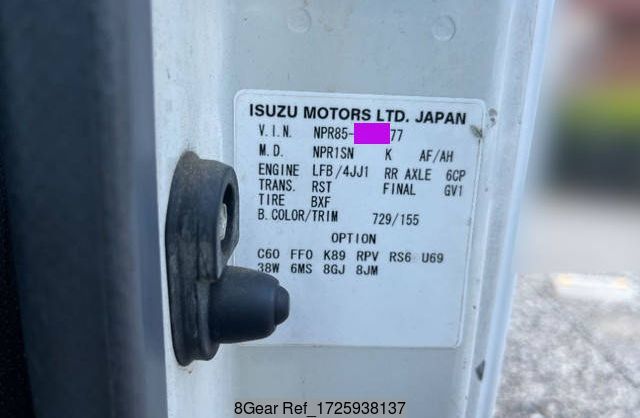 ISUZU MOTORS LTD. JAPAN
V.I.N. NPR85- 77
M.D. NPR1SN K AF/AH
ENGINE LFB/4JJ1 RR AXLE 6CP
TRANS. RST FINAL GV1
TIRE BXF
B.COLOR/TRIM 729/155
OPTION
C60 FF0 K89 RPV RS6 U69
38W 6MS 8GJ 8JM
8Gear Ref_1725938137